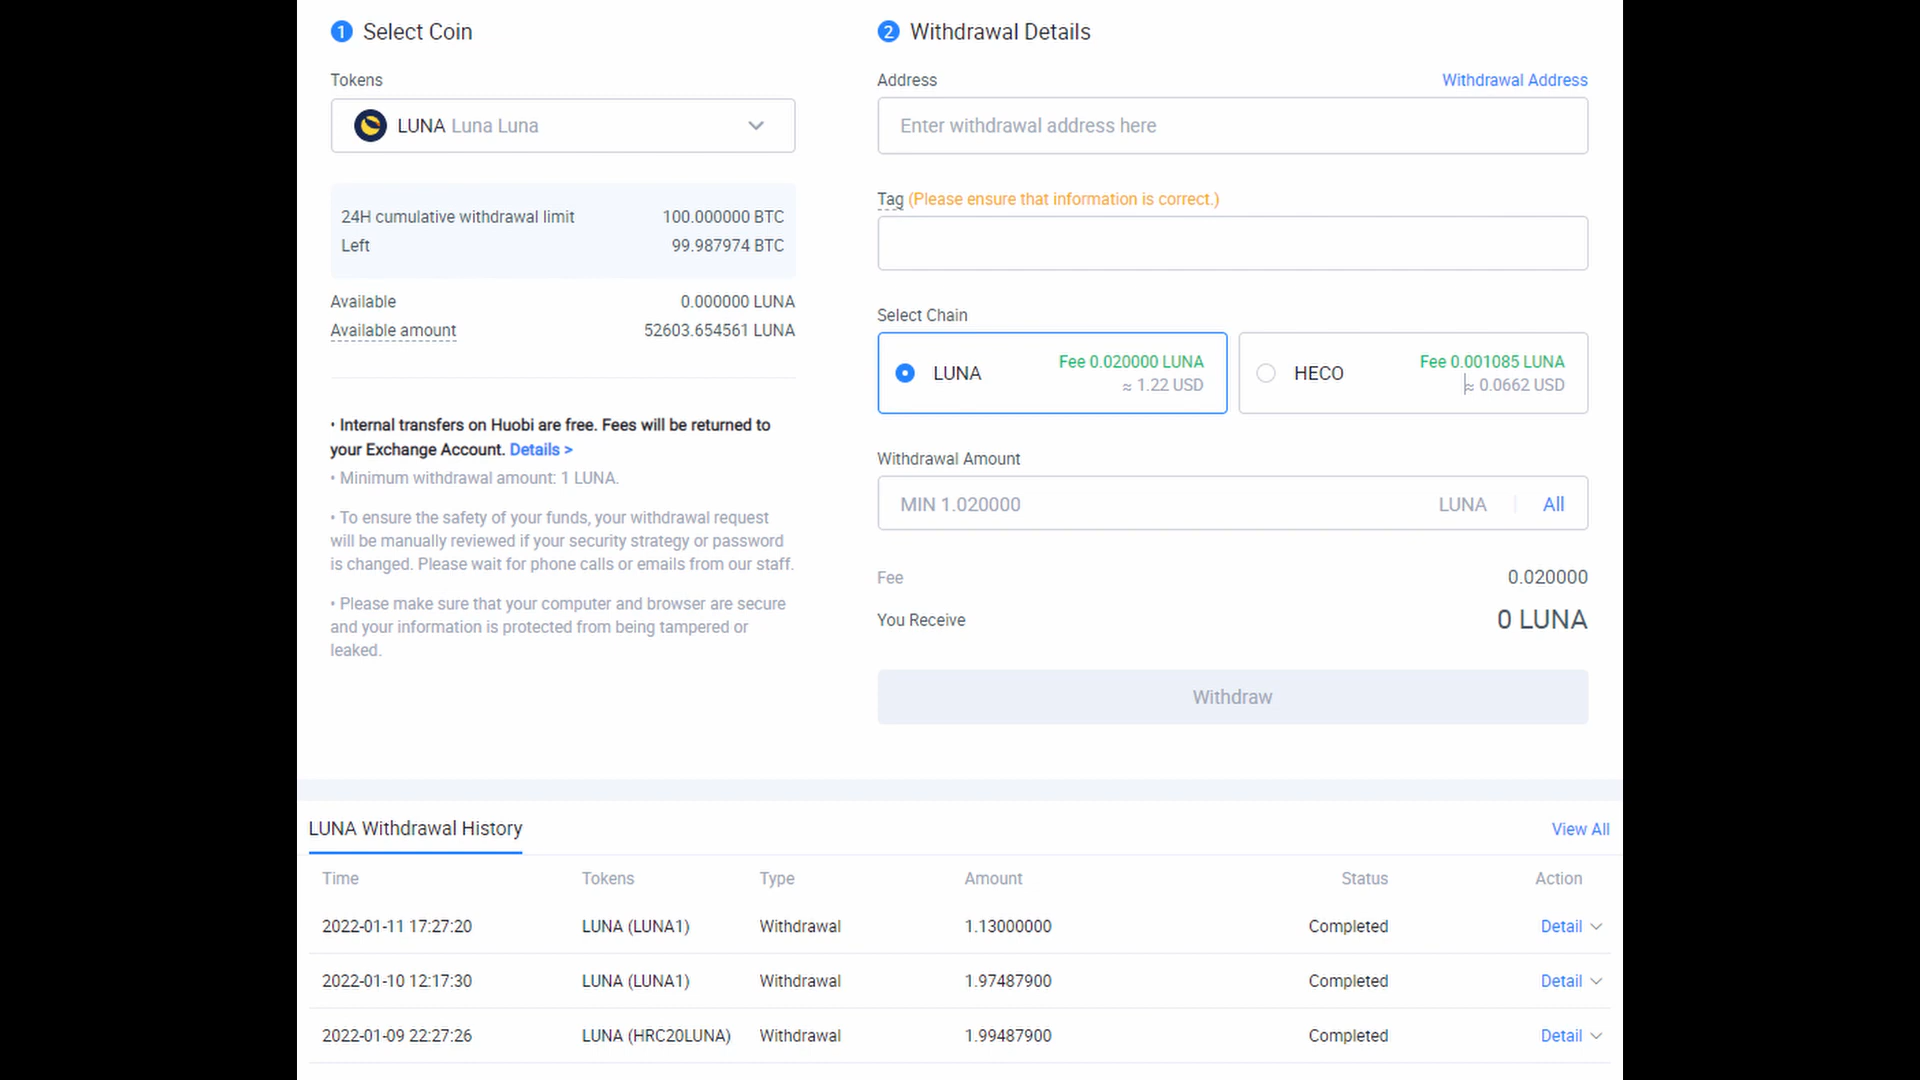 1 Select Coin
Tokens
LUNA Luna Luna
24H cumulative withdrawal limit 100.000000 BTC
Left 99.987974 BTC
Available 0.000000 LUNA
Available amount 52603.654561 LUNA
• Internal transfers on Huobi are free. Fees will be returned to
your Exchange Account. Details >
• Minimum withdrawal amount: 1 LUNA.
• To ensure the safety of your funds, your withdrawal request
will be manually reviewed if your security strategy or password
is changed. Please wait for phone calls or emails from our staff.
• Please make sure that your computer and browser are secure
and your information is protected from being tampered or
leaked.
2 Withdrawal Details
Address Withdrawal Address
Enter withdrawal address here
Tag (Please ensure that information is correct.)
Select Chain
LUNA Fee 0.020000 LUNA
≈ 1.22 USD
HECO Fee 0.001085 LUNA
≈ 0.0662 USD
Withdrawal Amount
MIN 1.020000 LUNA All
Fee 0.020000
You Receive 0 LUNA
Withdraw
LUNA Withdrawal History View All
Time Tokens Type Amount Status Action
2022-01-11 17:27:20 LUNA (LUNA1) Withdrawal 1.13000000 Completed Detail
2022-01-10 12:17:30 LUNA (LUNA1) Withdrawal 1.97487900 Completed Detail
2022-01-09 22:27:26 LUNA (HRC20LUNA) Withdrawal 1.99487900 Completed Detail